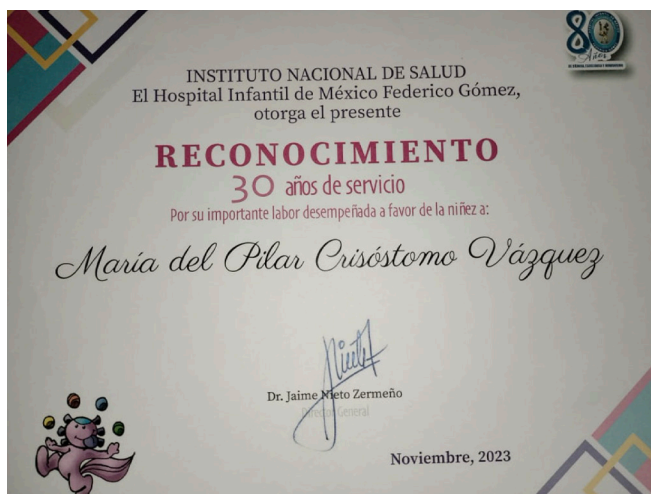 80
Años
INSTITUTO NACIONAL DE SALUD
El Hospital Infantil de México Federico Gómez,
otorga el presente
RECONOCIMIENTO
30 años de servicio
Por su importante labor desempeñada a favor de la niñez a:
María del Pilar Crisóstomo Vázquez
Dr. Jaime Nieto Zermeño
Director General
Noviembre, 2023